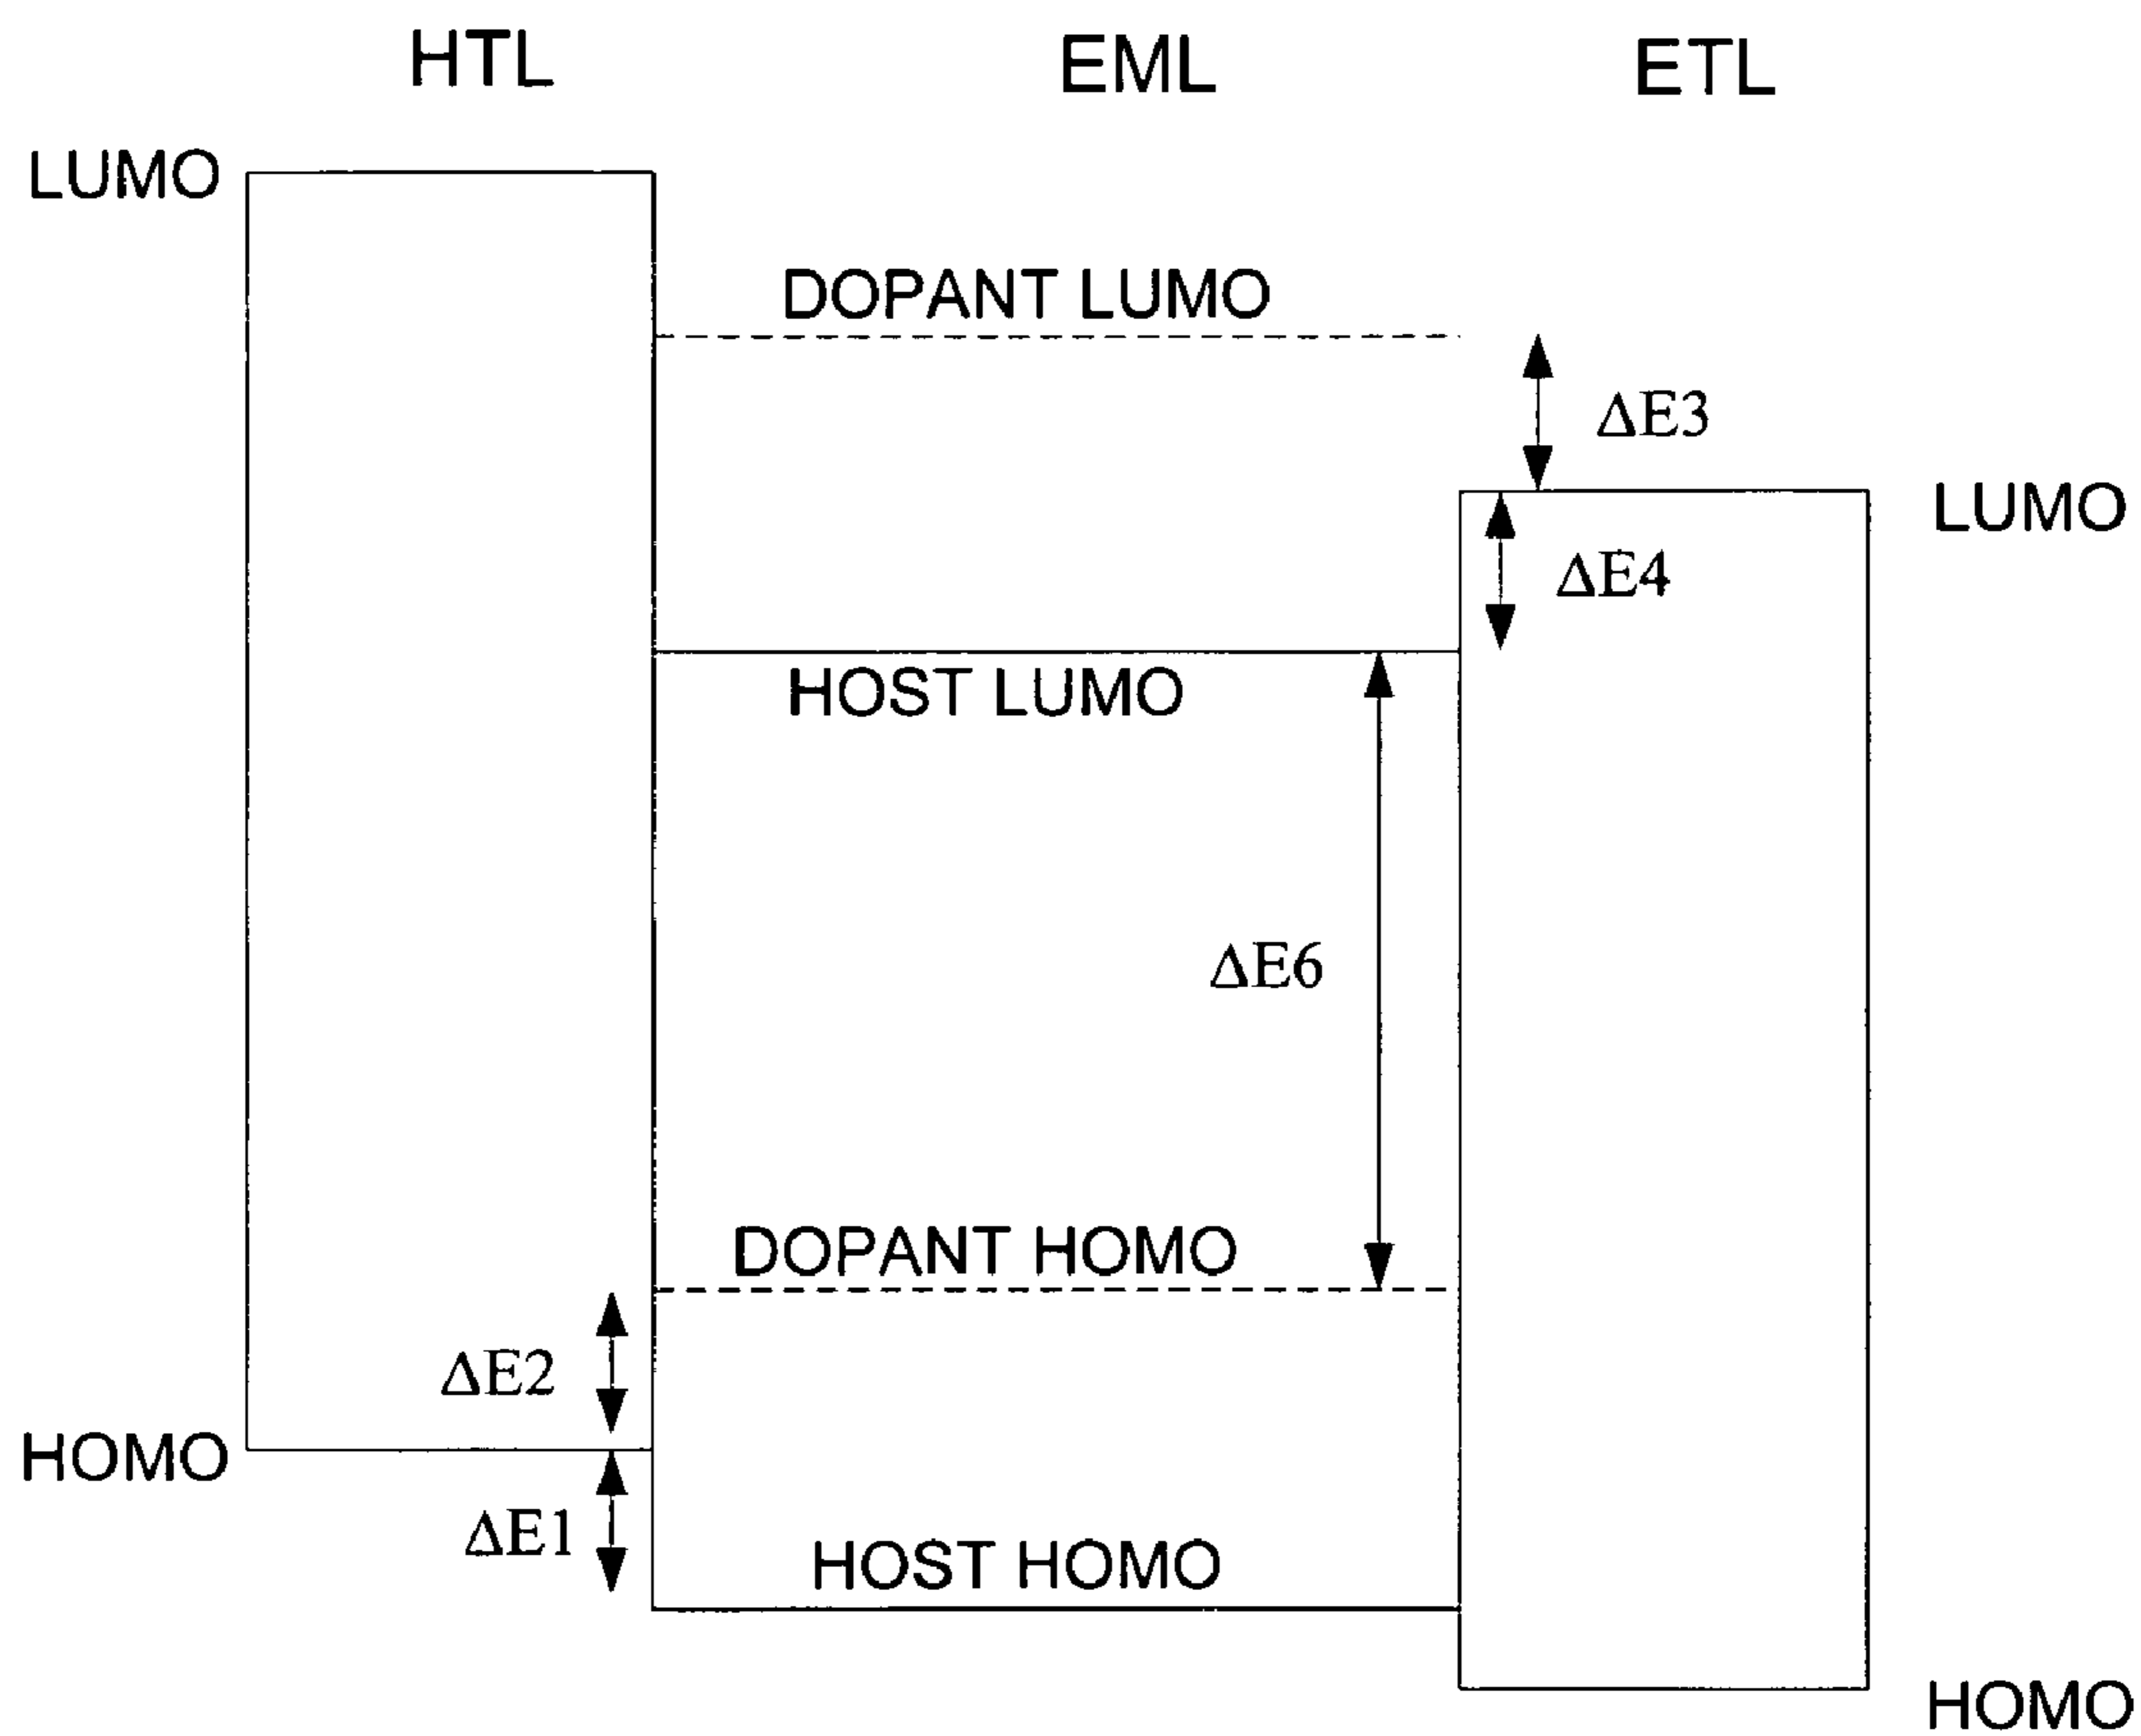 HTL
EML
ETL
LUMO
DOPANT LUMO
ΔE3
LUMO
ΔE4
HOST LUMO
ΔE6
DOPANT HOMO
ΔE2
HOMO
ΔE1
HOST HOMO
HOMO